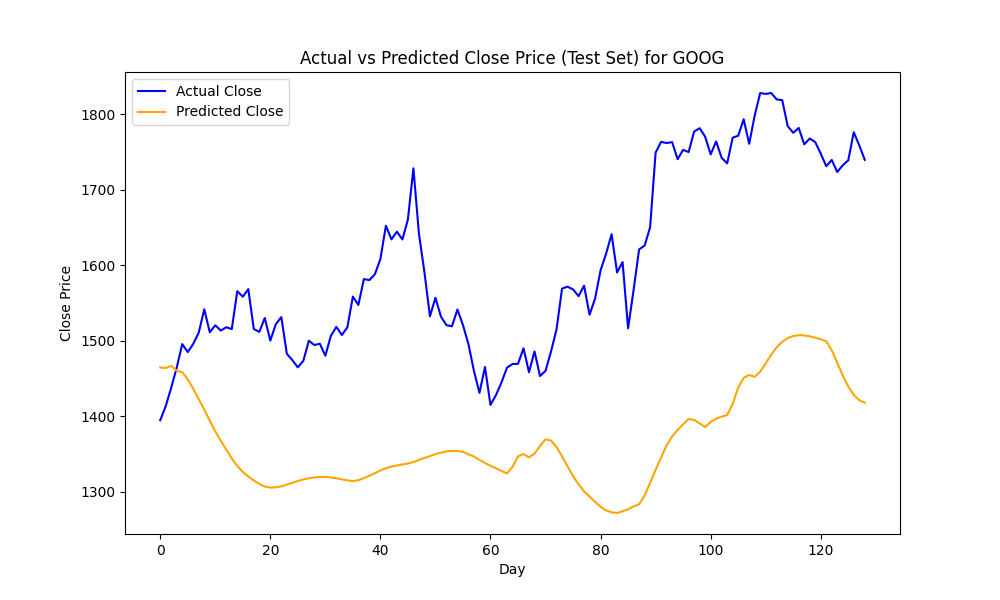 Actual vs Predicted Close Price (Test Set) for GOOG
Actual Close
Predicted Close
1800
1700
1600
1500
1400
1300
Close Price
0 20 40 60 80 100 120
Day